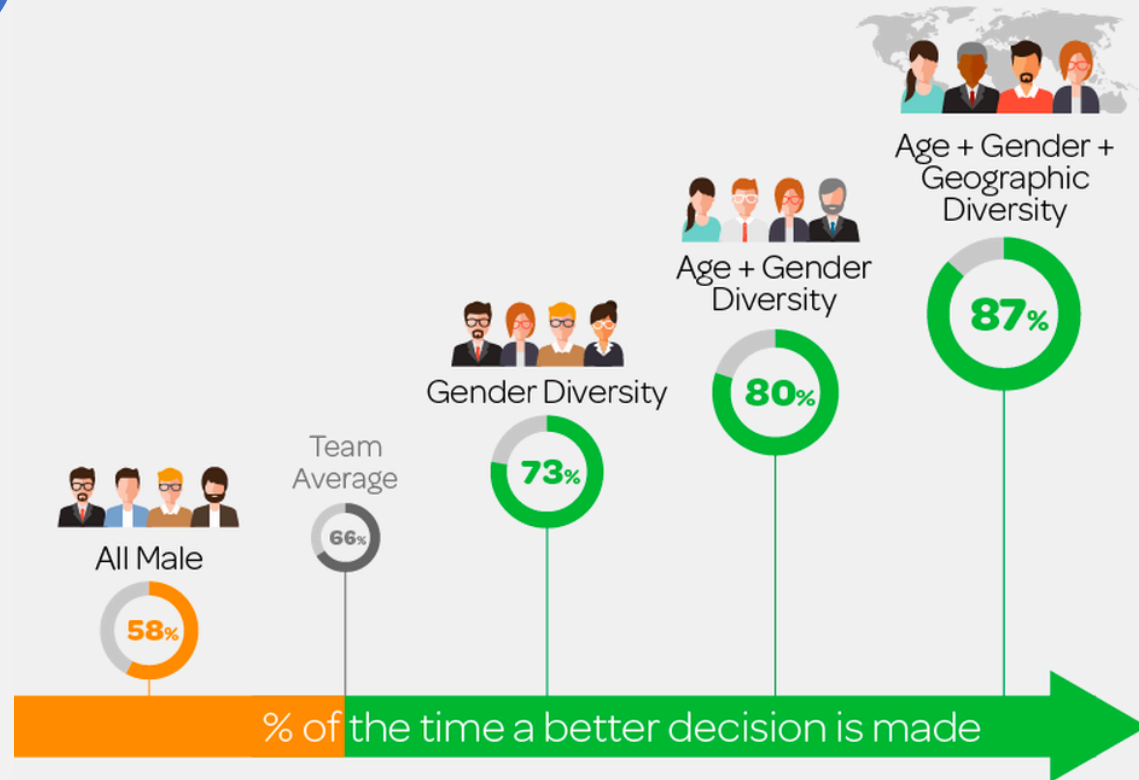 All Male
58%
Team
Average
66%
Gender Diversity
73%
Age + Gender
Diversity
80%
Age + Gender +
Geographic
Diversity
87%
% of the time a better decision is made